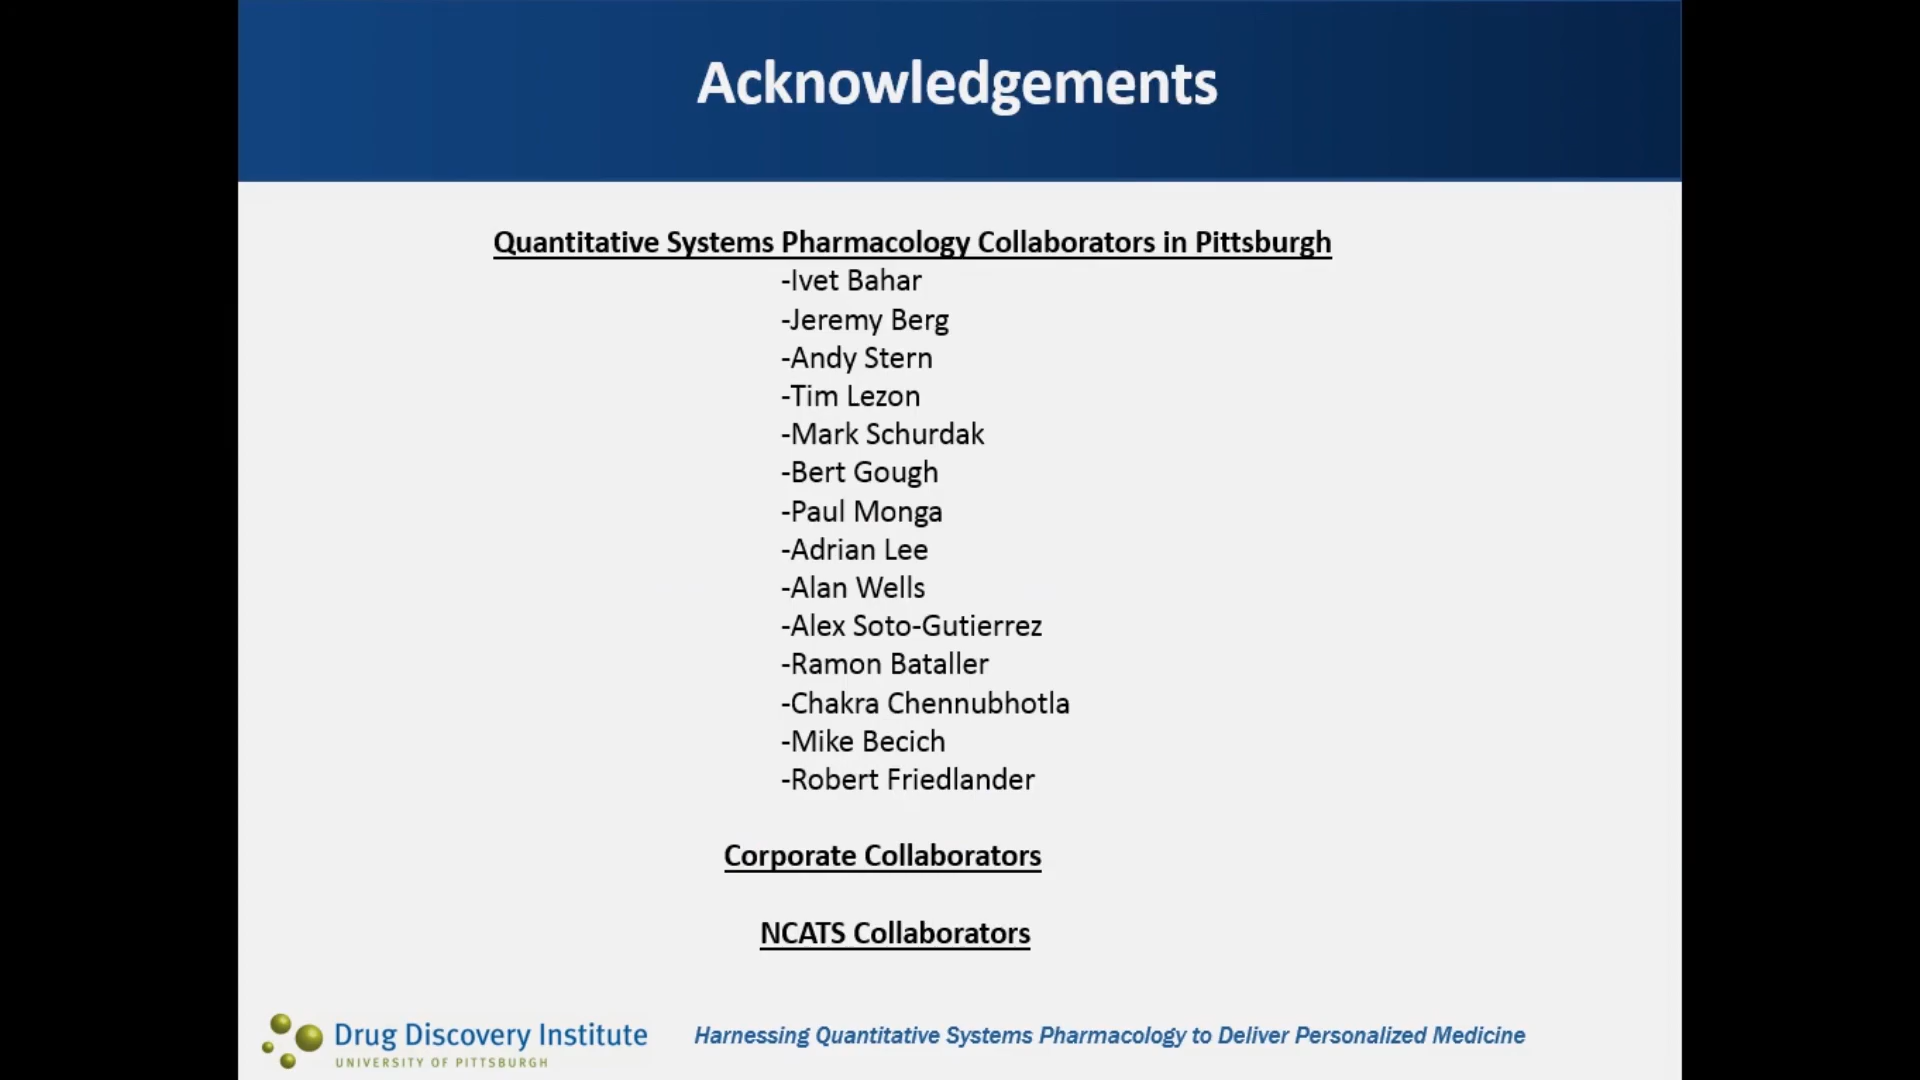 Acknowledgements
Quantitative Systems Pharmacology Collaborators in Pittsburgh
-Ivet Bahar
-Jeremy Berg
-Andy Stern
-Tim Lezon
-Mark Schurdak
-Bert Gough
-Paul Monga
-Adrian Lee
-Alan Wells
-Alex Soto-Gutierrez
-Ramon Bataller
-Chakra Chennubhotla
-Mike Becich
-Robert Friedlander
Corporate Collaborators
NCATS Collaborators
Drug Discovery Institute
UNIVERSITY OF PITTSBURGH
Harnessing Quantitative Systems Pharmacology to Deliver Personalized Medicine